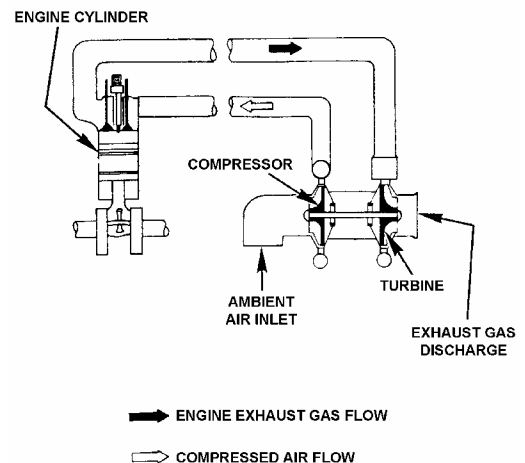 ENGINE CYLINDER
COMPRESSOR
TURBINE
AMBIENT
AIR INLET
EXHAUST GAS
DISCHARGE
ENGINE EXHAUST GAS FLOW
COMPRESSED AIR FLOW